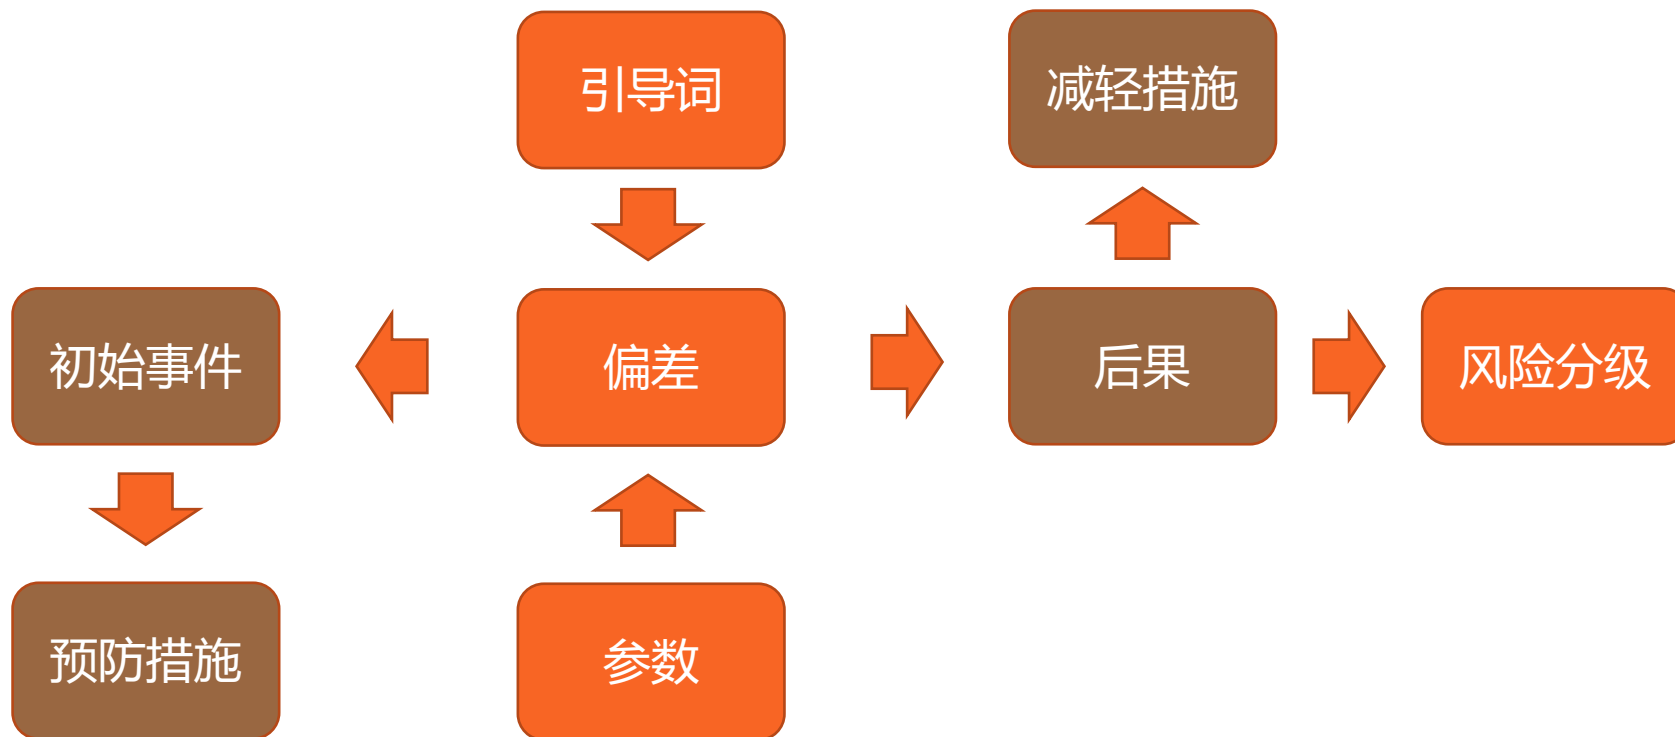 引导词
减轻措施
初始事件
偏差
后果
风险分级
预防措施
参数